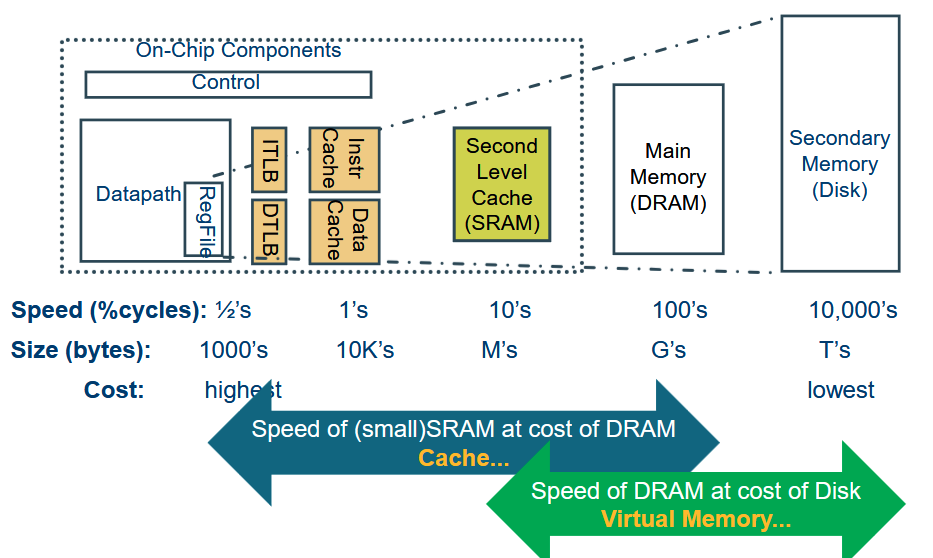 On-Chip Components
Control
Datapath
RegFile
ITLB
DTLB
Instr
Cache
Data
Cache
Second
Level
Cache
(SRAM)
Main
Memory
(DRAM)
Secondary
Memory
(Disk)
Speed (%cycles): ½’s 1’s 10’s 100’s 10,000’s
Size (bytes): 1000’s 10K’s M’s G’s T’s
Cost: highest lowest
Speed of (small)SRAM at cost of DRAM
Cache...
Speed of DRAM at cost of Disk
Virtual Memory...